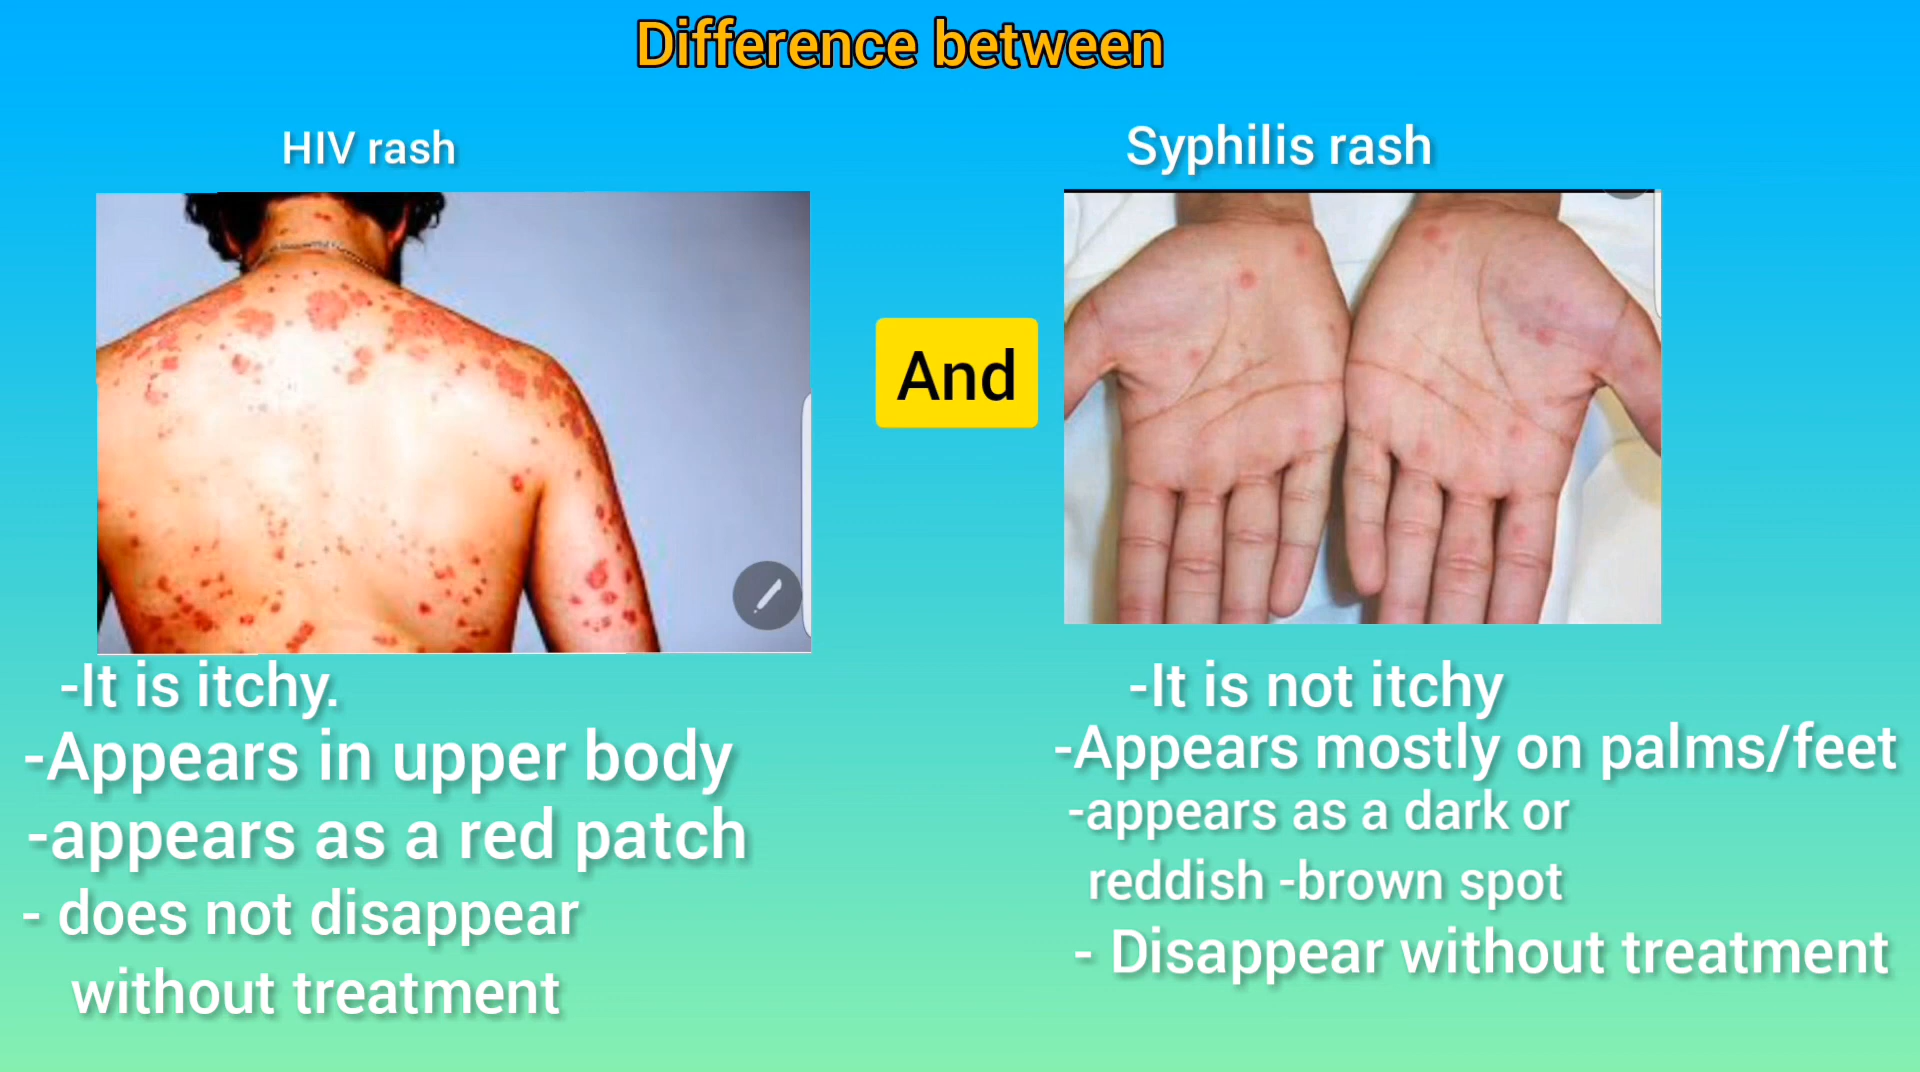 Difference between
HIV rash
Syphilis rash
And
-It is itchy.
-Appears in upper body
-appears as a red patch
- does not disappear
without treatment
-It is not itchy
-Appears mostly on palms/feet
-appears as a dark or
reddish -brown spot
- Disappear without treatment